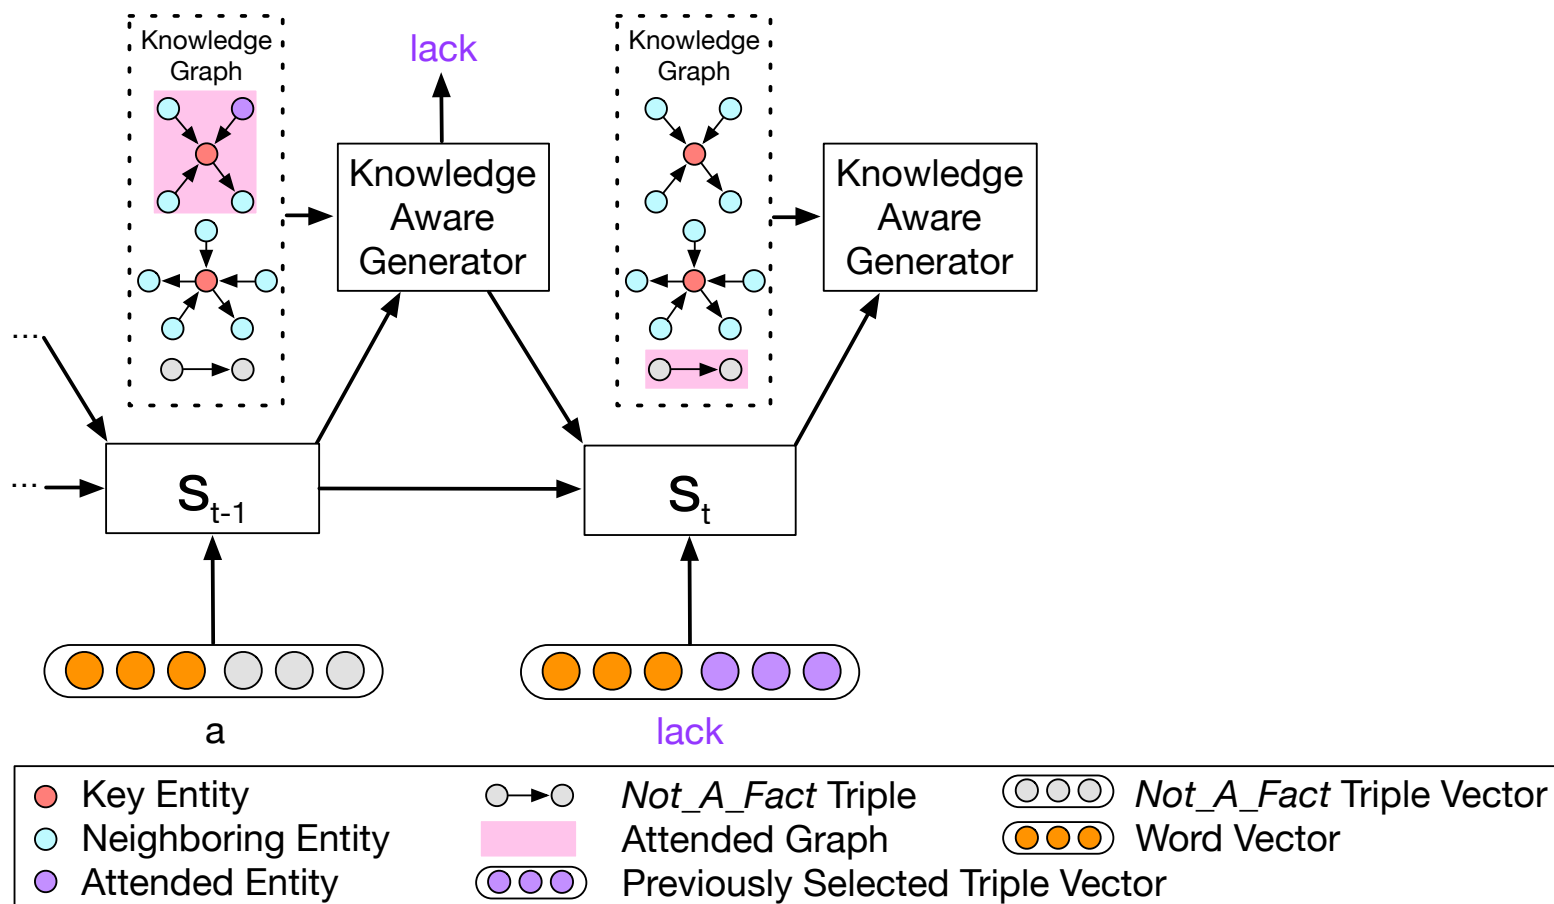 Knowledge
Graph
lack
Knowledge
Graph
Knowledge
Aware
Generator
Knowledge
Aware
Generator
...
...
St-1
St
a
lack
Key Entity
Not_A_Fact Triple
Not_A_Fact Triple Vector
Neighboring Entity
Attended Graph
Word Vector
Attended Entity
Previously Selected Triple Vector